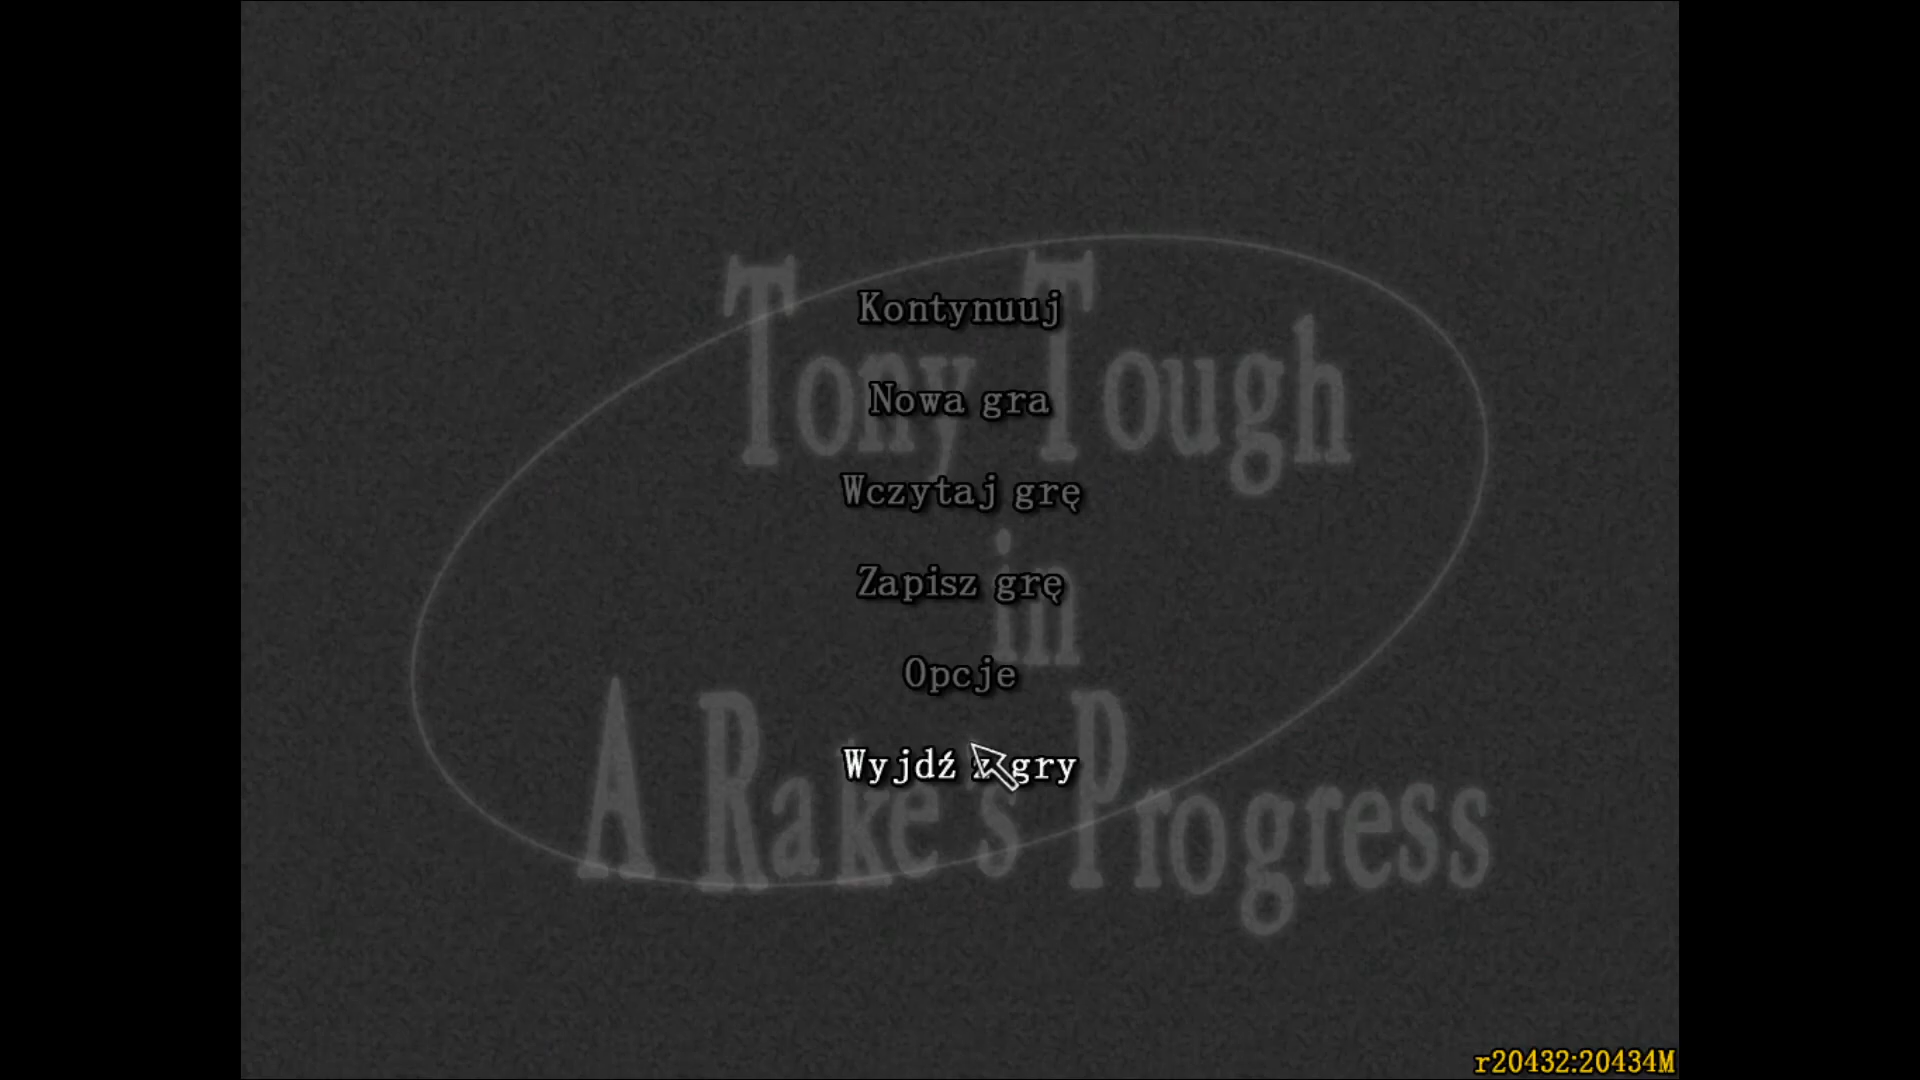 Tony Tough
in
A Rake's Progress
Kontynuuj
Nowa gra
Wczytaj grę
Zapisz grę
Opcje
Wyjdź z gry
r20432:20434M